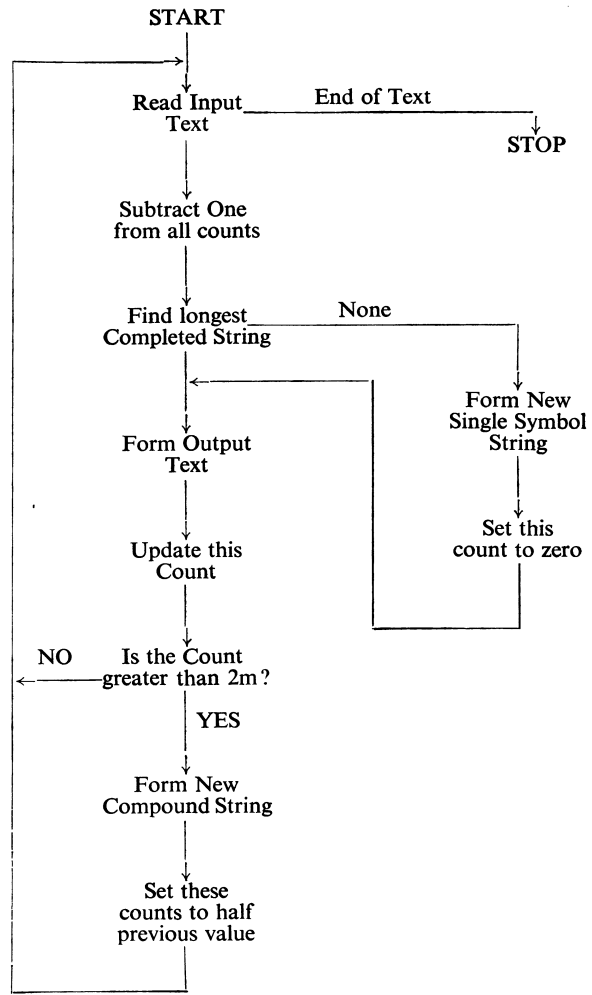 START
Read Input
Text
End of Text
STOP
Subtract One
from all counts
Find longest
Completed String
None
Form New
Single Symbol
String
Form Output
Text
Set this
count to zero
Update this
Count
NO
Is the Count
greater than 2m?
YES
Form New
Compound String
Set these
counts to half
previous value